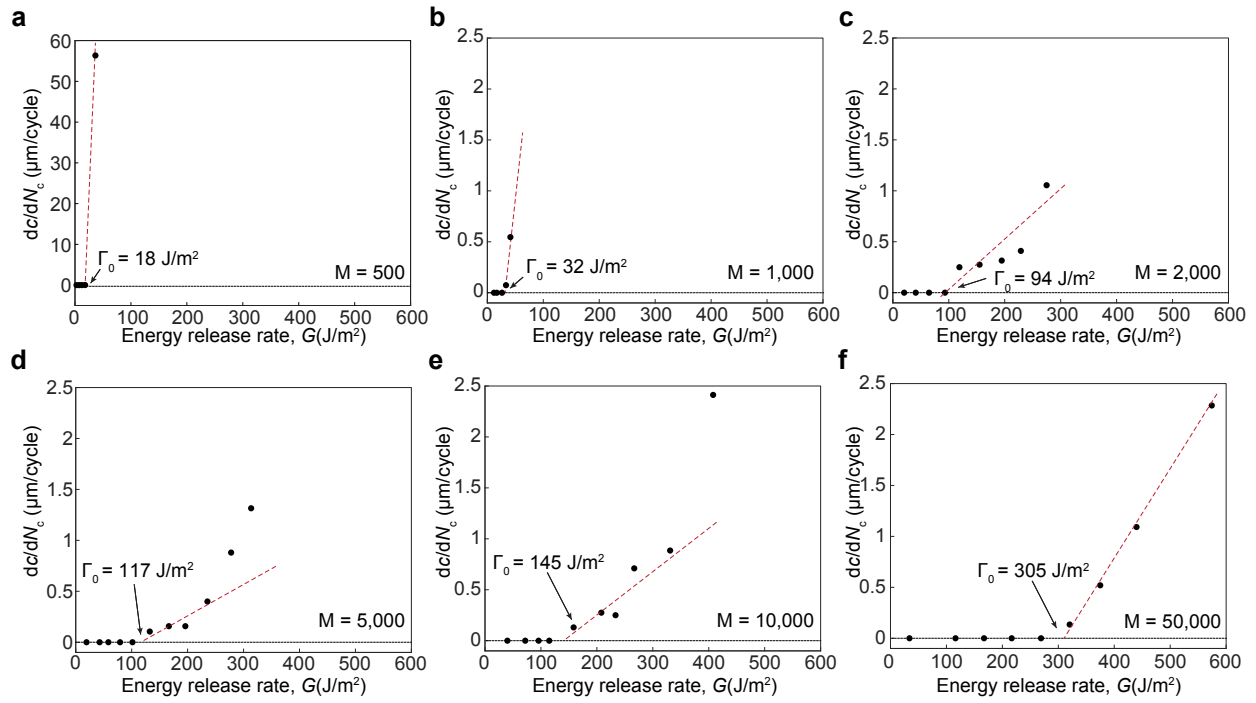 a
60
50
40
30
20
10
0
dc/dNc (μm/cycle)
Γ0 = 18 J/m²
M = 500
0 100 200 300 400 500 600
Energy release rate, G(J/m²)
b
2.5
2
1.5
1
0.5
0
dc/dNc (μm/cycle)
Γ0 = 32 J/m²
M = 1,000
0 100 200 300 400 500 600
Energy release rate, G(J/m²)
c
2.5
2
1.5
1
0.5
0
dc/dNc (μm/cycle)
Γ0 = 94 J/m²
M = 2,000
0 100 200 300 400 500 600
Energy release rate, G(J/m²)
d
2.5
2
1.5
1
0.5
0
dc/dNc (μm/cycle)
Γ0 = 117 J/m²
M = 5,000
0 100 200 300 400 500 600
Energy release rate, G(J/m²)
e
2.5
2
1.5
1
0.5
0
dc/dNc (μm/cycle)
Γ0 = 145 J/m²
M = 10,000
0 100 200 300 400 500 600
Energy release rate, G(J/m²)
f
2.5
2
1.5
1
0.5
0
dc/dNc (μm/cycle)
Γ0 = 305 J/m²
M = 50,000
0 100 200 300 400 500 600
Energy release rate, G(J/m²)